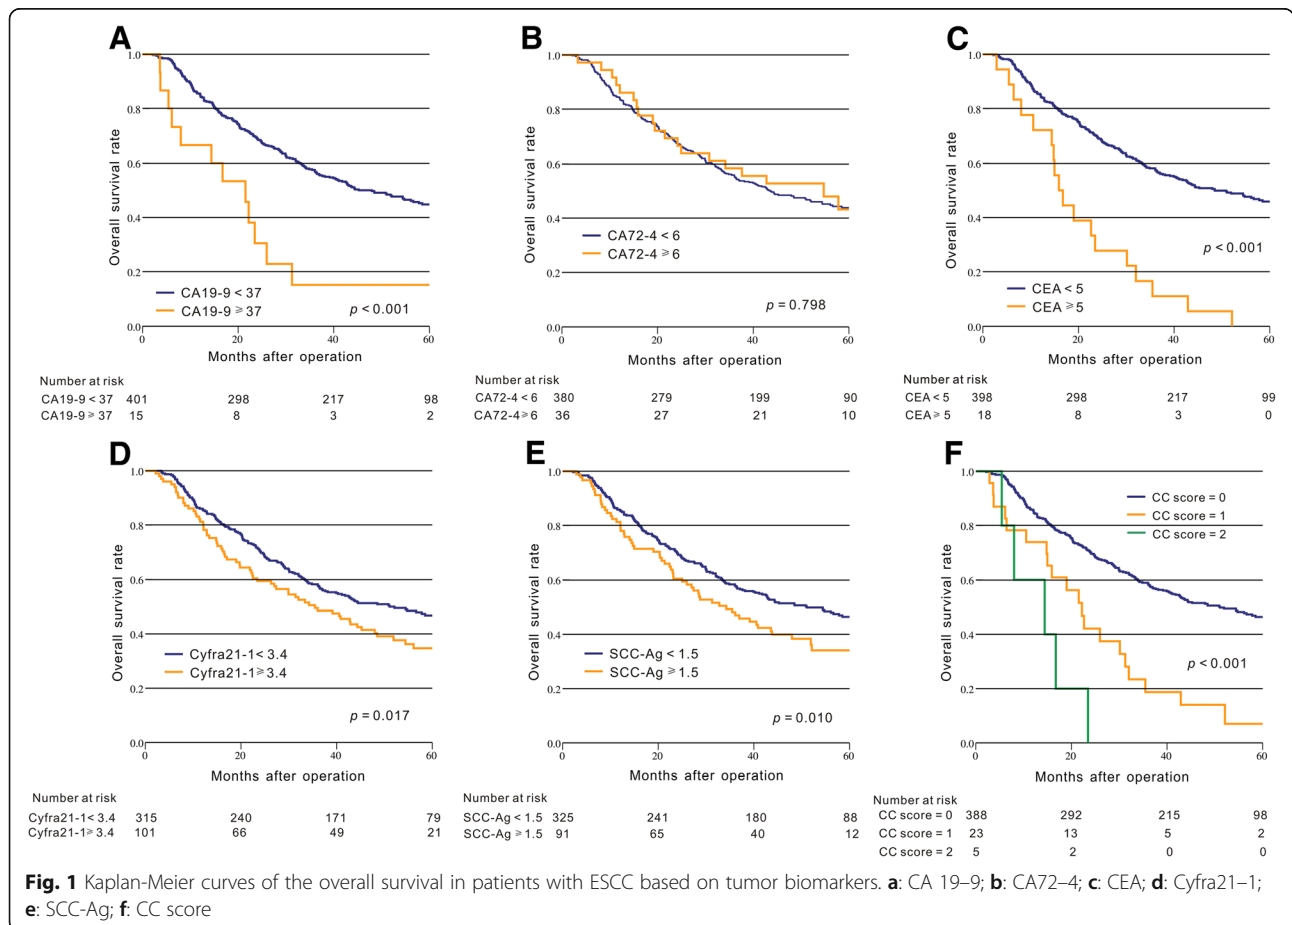 A
1.0
0.8
0.6
0.4
0.2
0.0
Overall survival rate
CA19-9 < 37
CA19-9 ⩾ 37
p < 0.001
0 20 40 60
Months after operation
Number at risk
CA19-9 < 37 401 298 217 98
CA19-9 ⩾ 37 15 8 3 2
B
1.0
0.8
0.6
0.4
0.2
0.0
Overall survival rate
CA72-4 < 6
CA72-4 ⩾ 6
p = 0.798
0 20 40 60
Months after operation
Number at risk
CA72-4 < 6 380 279 199 90
CA72-4 ⩾ 6 36 27 21 10
C
1.0
0.8
0.6
0.4
0.2
0.0
Overall survival rate
p < 0.001
CEA < 5
CEA ⩾ 5
0 20 40 60
Months after operation
Number at risk
CEA < 5 398 298 217 99
CEA ⩾ 5 18 8 3 0
D
1.0
0.8
0.6
0.4
0.2
0.0
Overall survival rate
Cyfra21-1 < 3.4
Cyfra21-1 ⩾ 3.4
p = 0.017
0 20 40 60
Months after operation
Number at risk
Cyfra21-1 < 3.4 315 240 171 79
Cyfra21-1 ⩾ 3.4 101 66 49 21
E
1.0
0.8
0.6
0.4
0.2
0.0
Overall survival rate
SCC-Ag < 1.5
SCC-Ag ⩾ 1.5
p = 0.010
0 20 40 60
Months after operation
Number at risk
SCC-Ag < 1.5 325 241 180 88
SCC-Ag ⩾ 1.5 91 65 40 12
F
1.0
0.8
0.6
0.4
0.2
0.0
Overall survival rate
CC score = 0
CC score = 1
CC score = 2
p < 0.001
0 20 40 60
Months after operation
Number at risk
CC score = 0 388 292 215 98
CC score = 1 23 13 5 2
CC score = 2 5 2 0 0
Fig. 1 Kaplan-Meier curves of the overall survival in patients with ESCC based on tumor biomarkers. a: CA 19–9; b: CA72–4; c: CEA; d: Cyfra21–1;
e: SCC-Ag; f: CC score